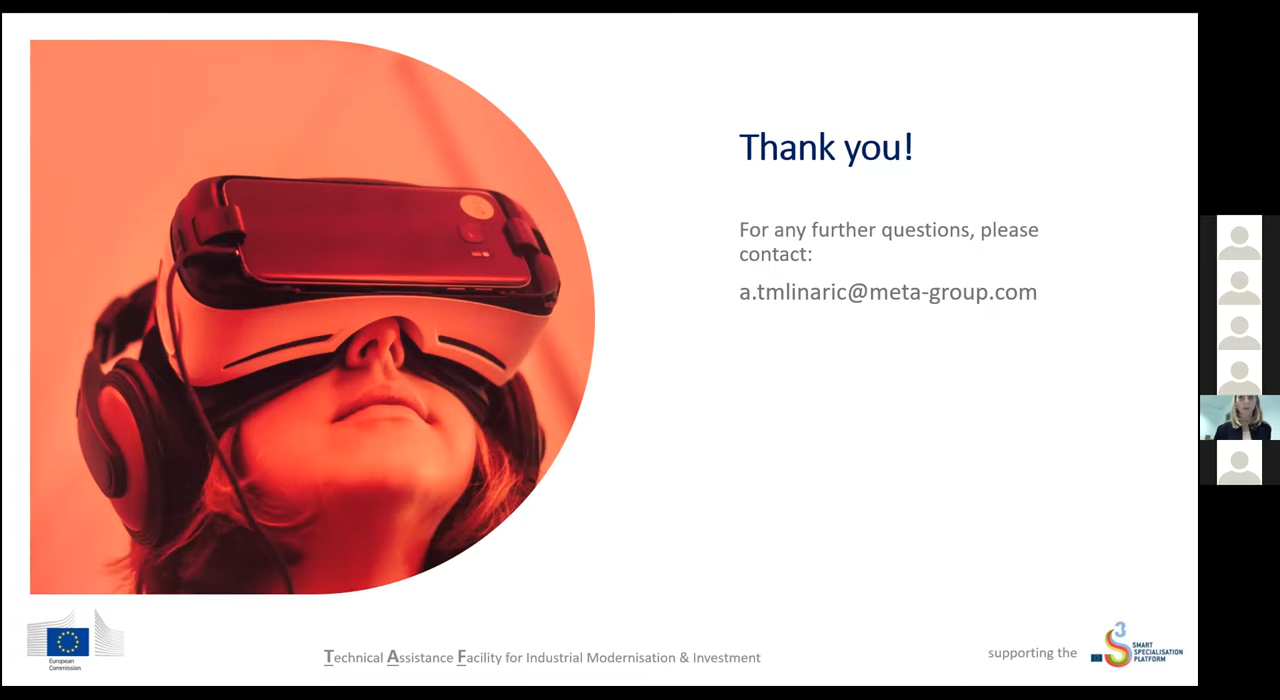 Thank you!
For any further questions, please
contact:
a.tmlinaric@meta-group.com
European
Commission
Technical Assistance Facility for Industrial Modernisation & Investment
supporting the
S3
SMART
SPECIALISATION
PLATFORM